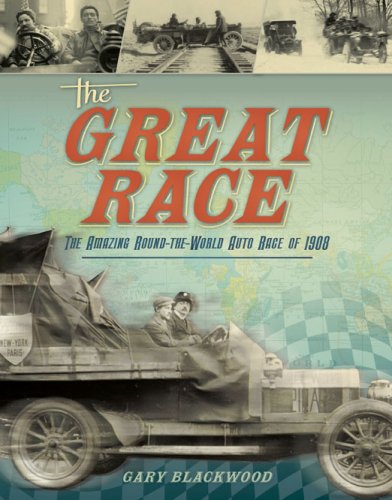 the
GREAT
RACE
The Amazing Round-the-World Auto Race of 1908
NEW-YORK
PARIS
GARY BLACKWOOD